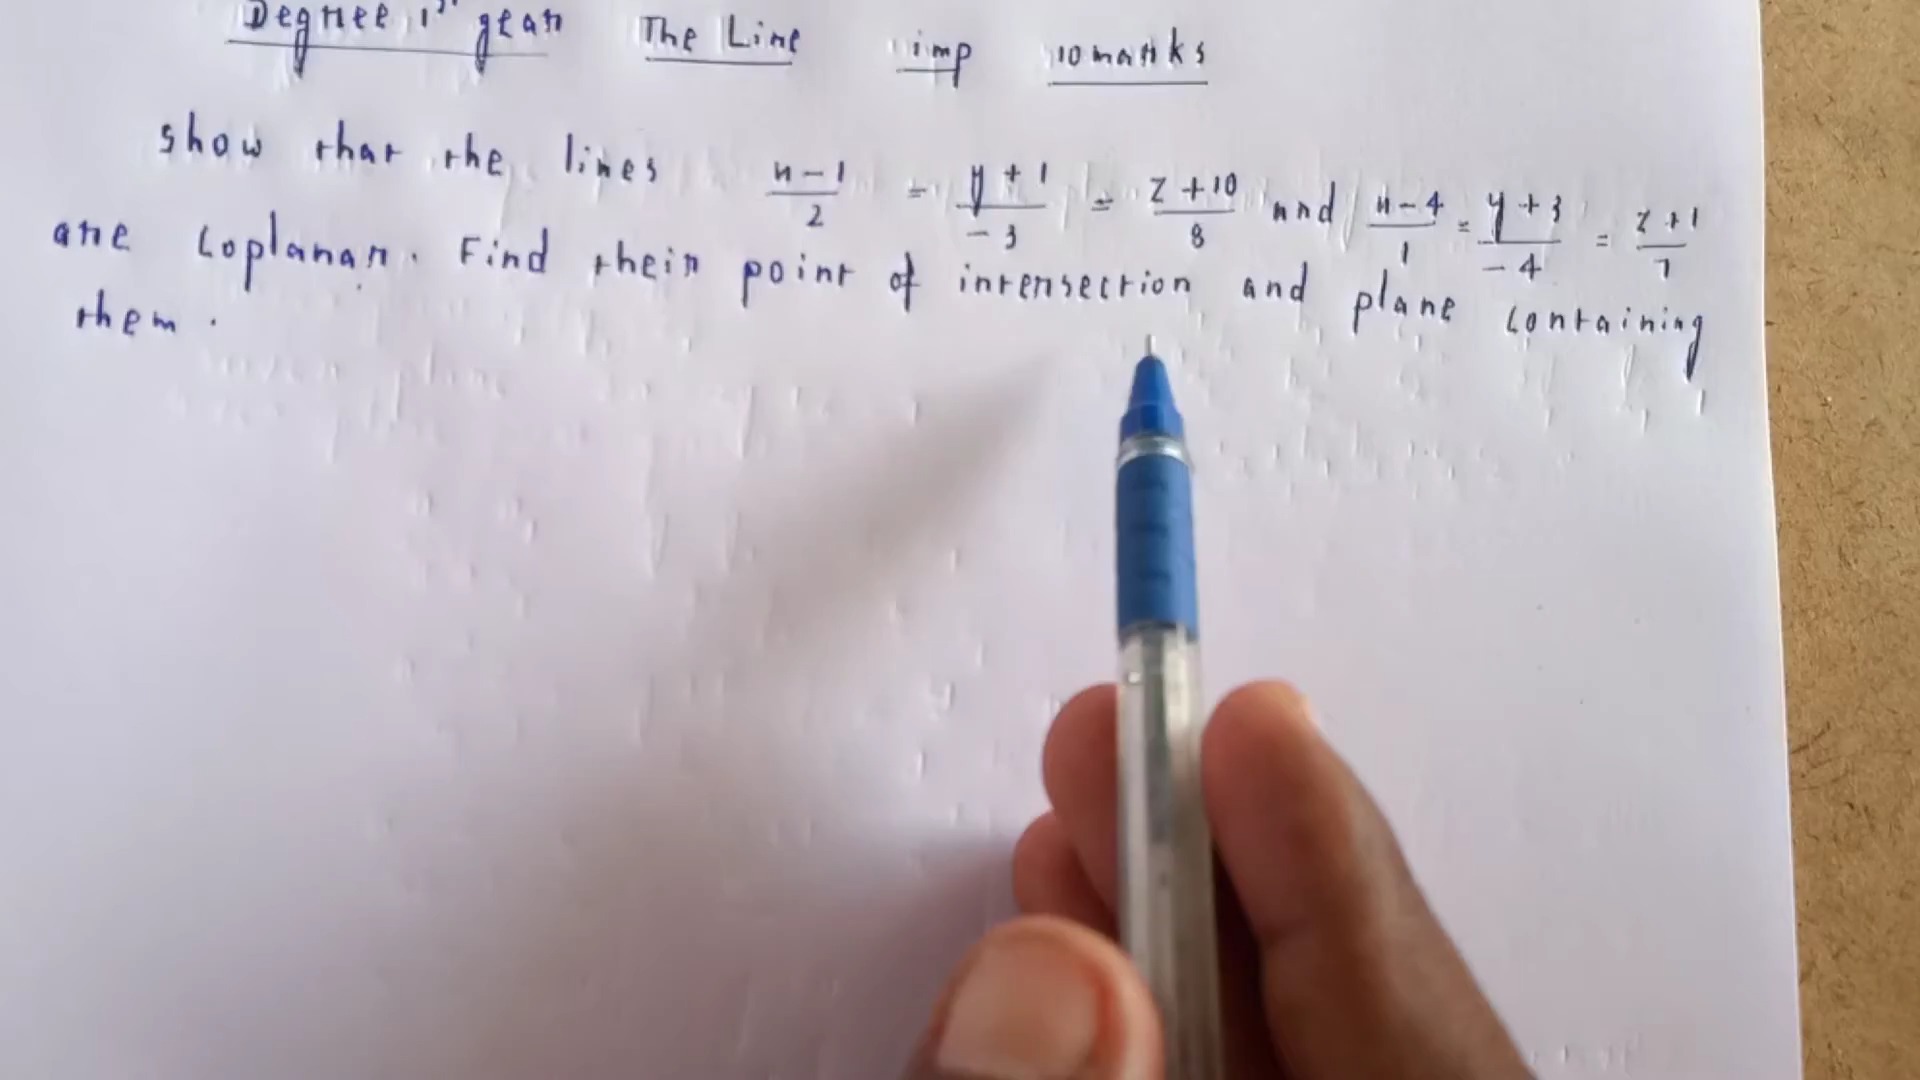 Degree 1st year The Line imp 10 marks
show that the lines x-1/2 = y+1/-3 = z+10/8 and x-4/1 = y+3/-4 = z+1/7
are coplanar. Find their point of intersection and plane containing
them.